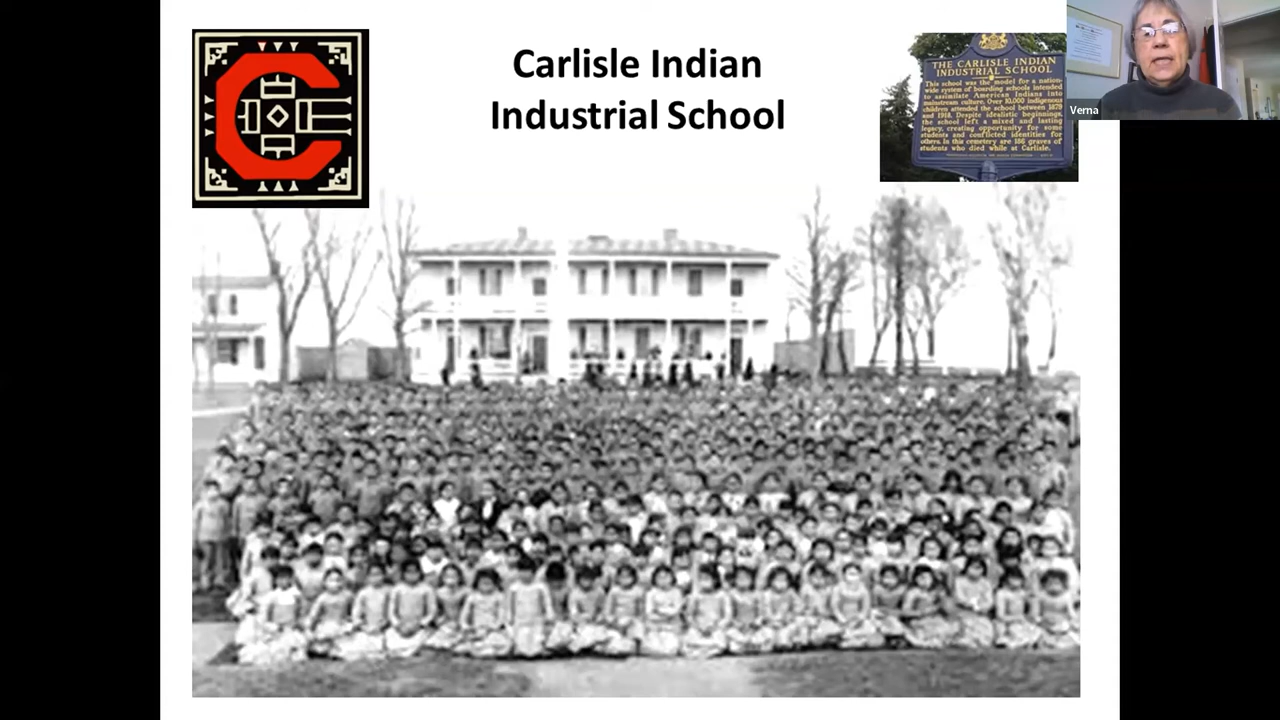 Carlisle Indian
Industrial School
THE CARLISLE INDIAN
INDUSTRIAL SCHOOL
This school was the model for a nation-
wide system of boarding schools intended
to assimilate American Indians into
mainstream culture. Over 10,000 indigenous
children attended the school between 1879
and 1918. Despite idealistic beginnings,
the school left a mixed and lasting
legacy, creating opportunity for some
students and conflicted identities for
others. In this cemetery are 186 graves of
students who died while at Carlisle.
Verna